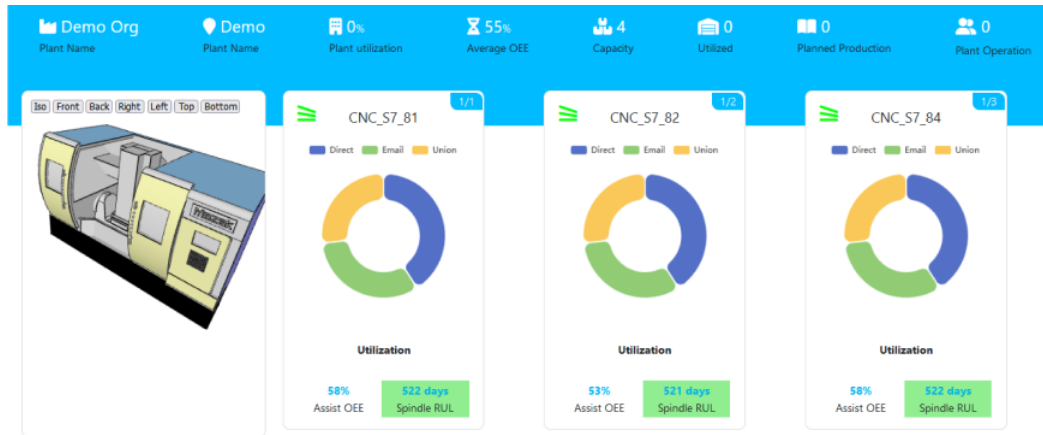 Demo Org
Plant Name
Demo
Plant Name
0%
Plant utilization
55%
Average OEE
4
Capacity
0
Utilized
0
Planned Production
0
Plant Operation
Iso Front Back Right Left Top Bottom
1/1
CNC_S7_81
Direct Email Union
Utilization
58%
Assist OEE
522 days
Spindle RUL
1/2
CNC_S7_82
Direct Email Union
Utilization
53%
Assist OEE
521 days
Spindle RUL
1/3
CNC_S7_84
Direct Email Union
Utilization
58%
Assist OEE
522 days
Spindle RUL